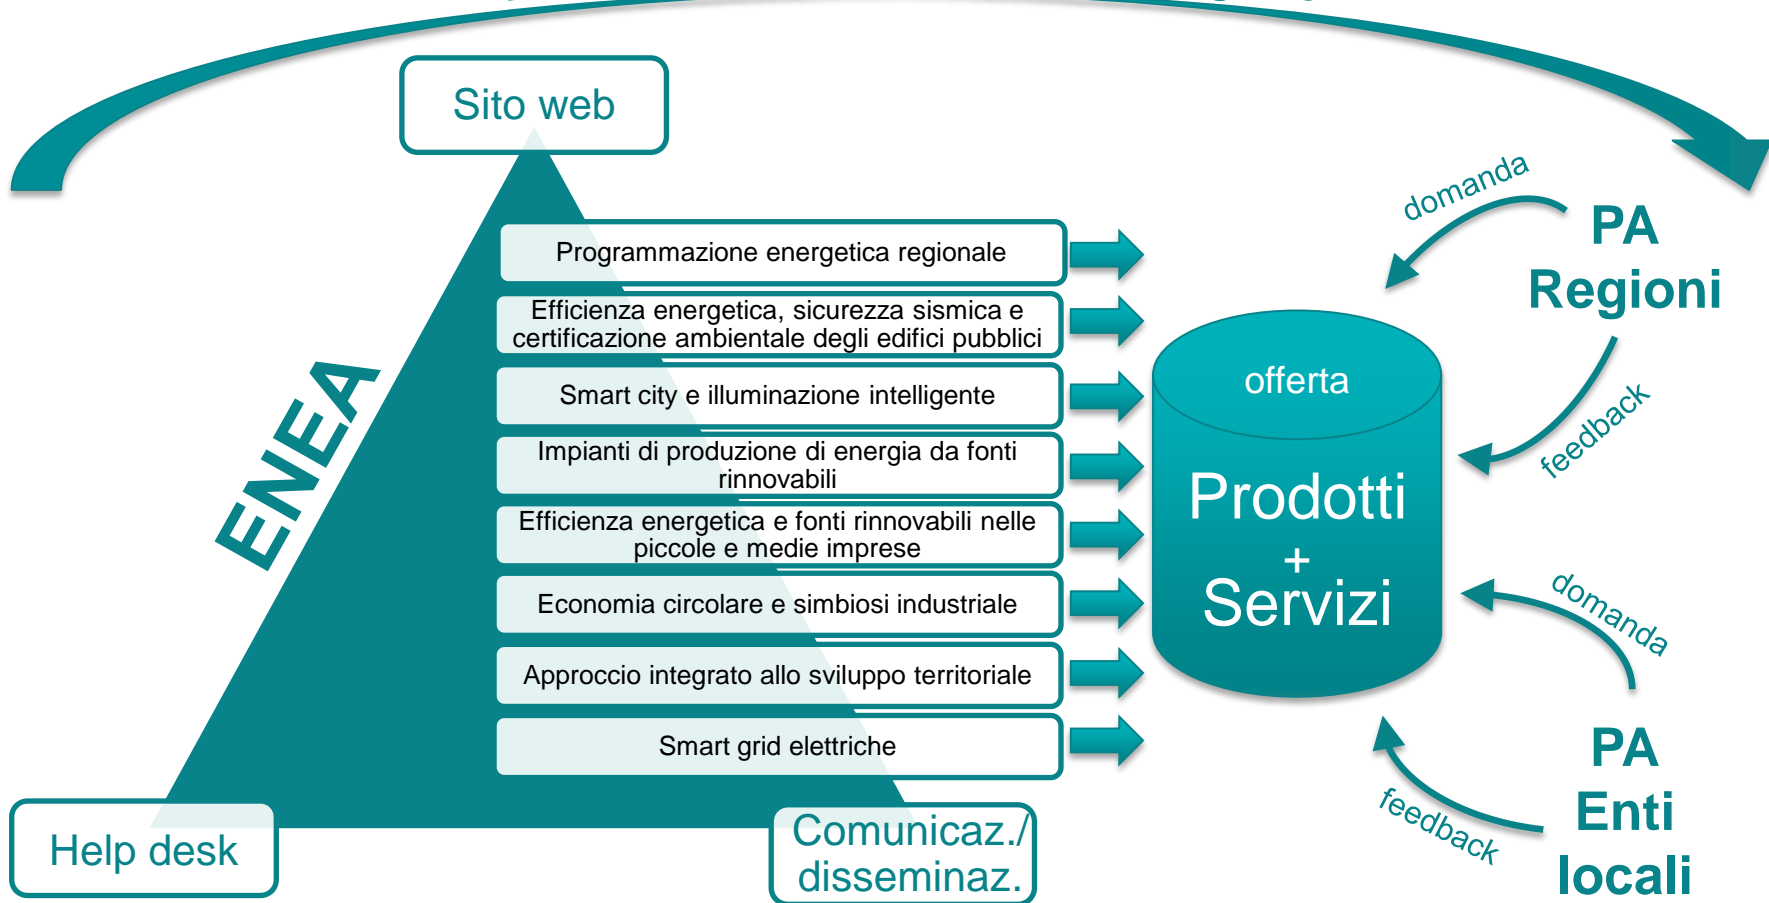 Sito web
ENEA
Programmazione energetica regionale
Efficienza energetica, sicurezza sismica e
certificazione ambientale degli edifici pubblici
Smart city e illuminazione intelligente
Impianti di produzione di energia da fonti
rinnovabili
Efficienza energetica e fonti rinnovabili nelle
piccole e medie imprese
Economia circolare e simbiosi industriale
Approccio integrato allo sviluppo territoriale
Smart grid elettriche
Help desk
Comunicaz./
disseminaz.
offerta
Prodotti
+
Servizi
domanda
PA
Regioni
feedback
domanda
PA
Enti
locali
feedback